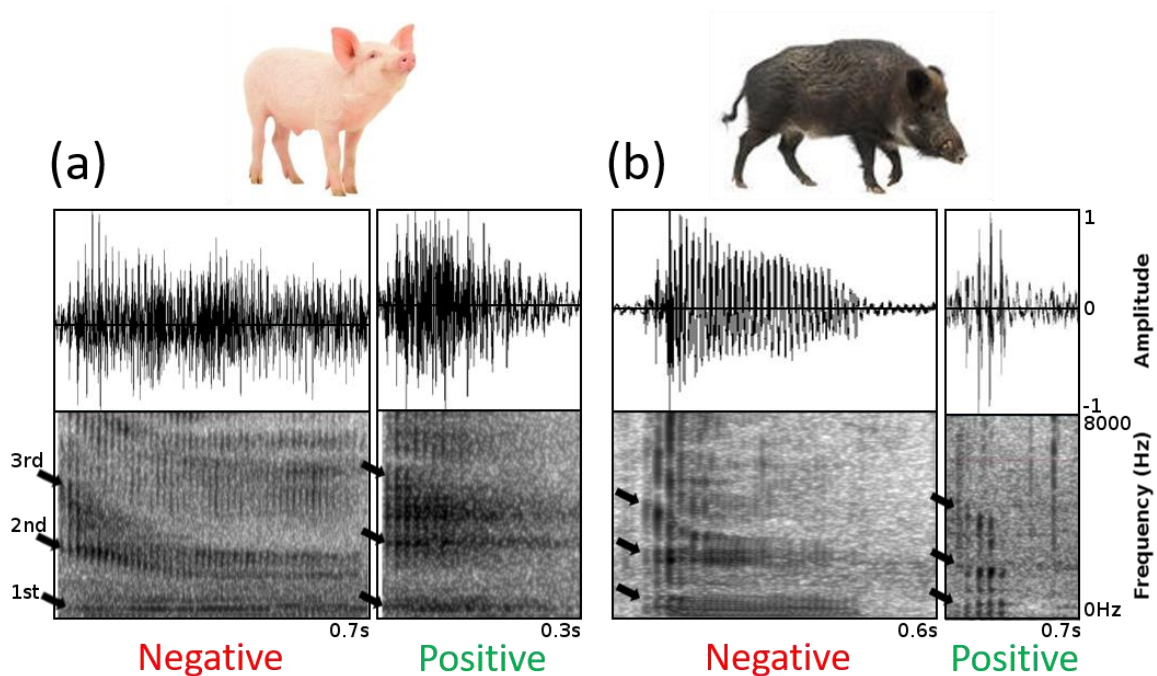 (a)
(b)
1
0
-1
Amplitude
8000
3rd
2nd
1st
Frequency (Hz)
0Hz
0.7s
0.3s
0.6s
0.7s
Negative
Positive
Negative
Positive